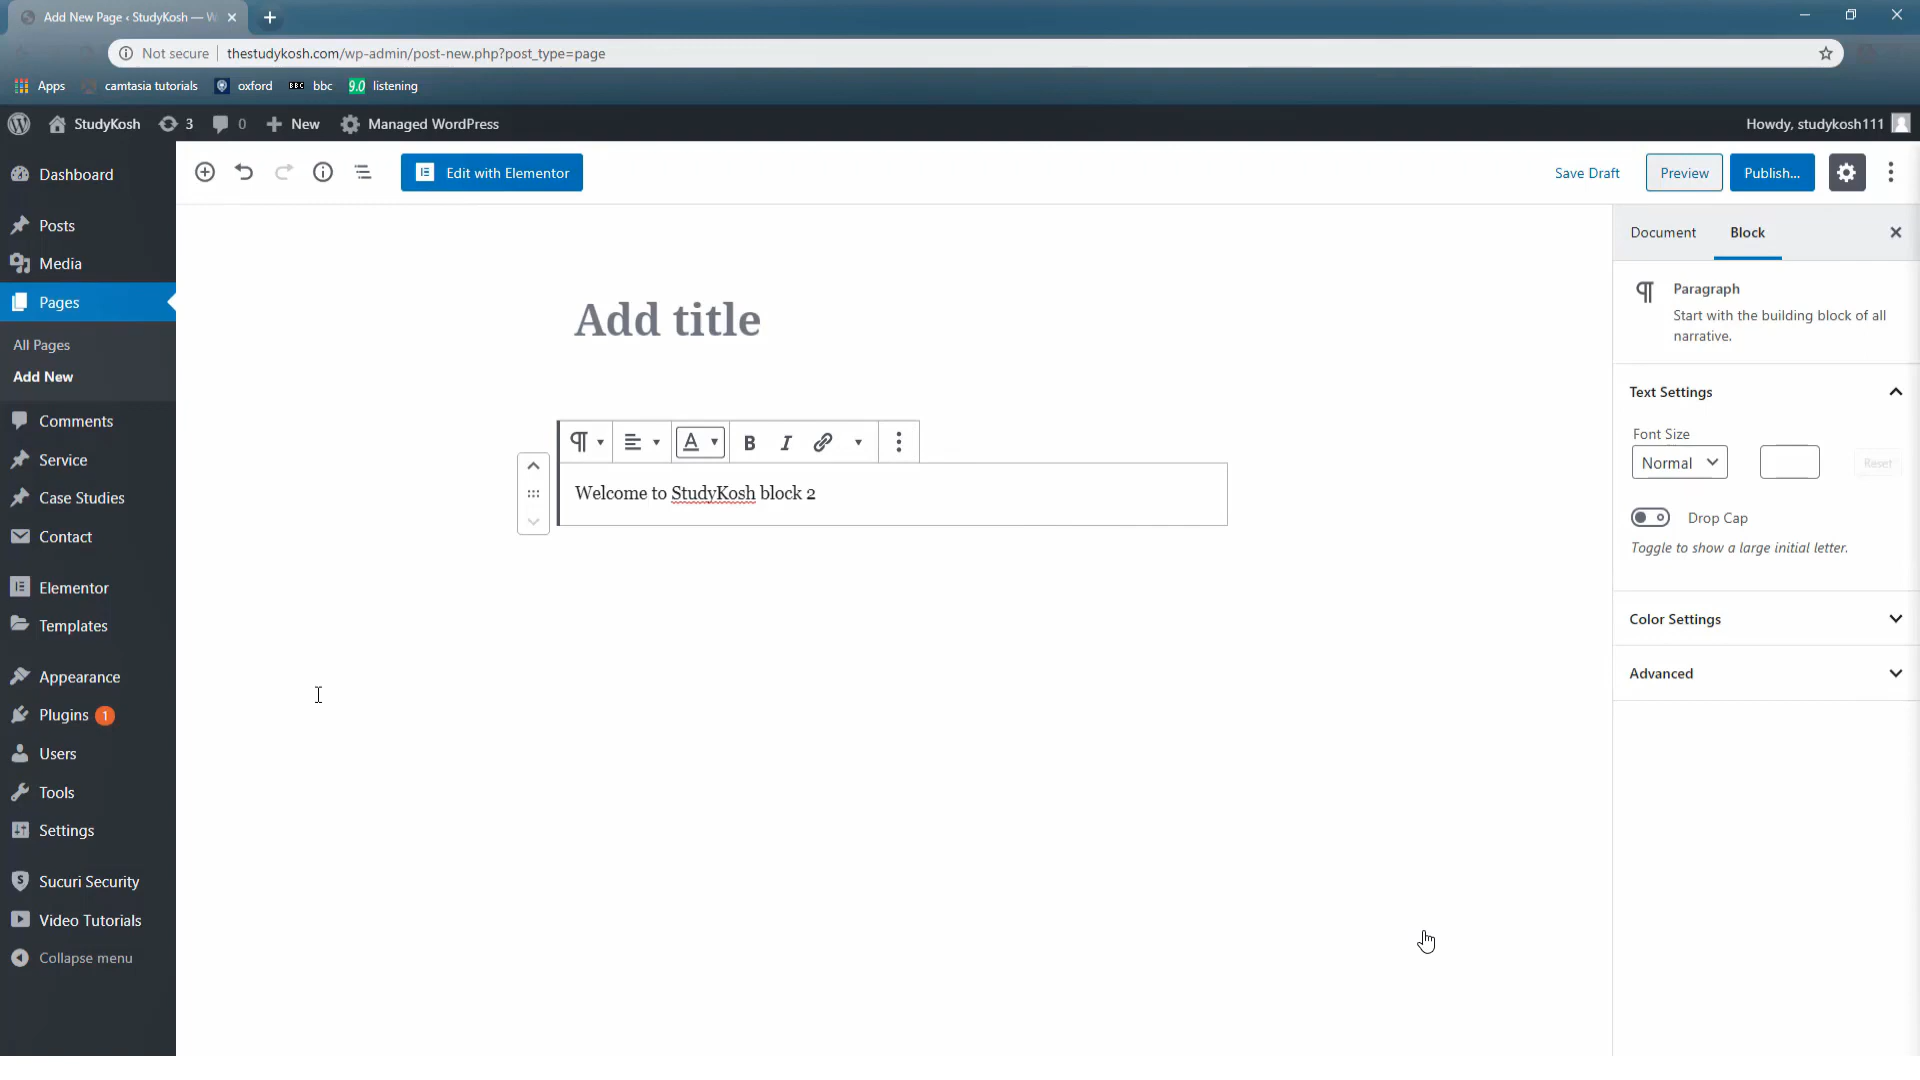 Add New Page ‹ StudyKosh — W
Not secure
thestudykosh.com/wp-admin/post-new.php?post_type=page
Apps
camtasia tutorials
oxford
BBC
bbc
9.0
listening
StudyKosh
3
0
New
Managed WordPress
Howdy, studykosh111
Dashboard
Posts
Media
Pages
All Pages
Add New
Comments
Service
Case Studies
Contact
Elementor
Templates
Appearance
Plugins 1
Users
Tools
Settings
Sucuri Security
Video Tutorials
Collapse menu
Edit with Elementor
Save Draft
Preview
Publish...
Add title
A
B
I
Welcome to StudyKosh block 2
Document
Block
Paragraph
Start with the building block of all
narrative.
Text Settings
Font Size
Normal
Reset
Drop Cap
Toggle to show a large initial letter.
Color Settings
Advanced